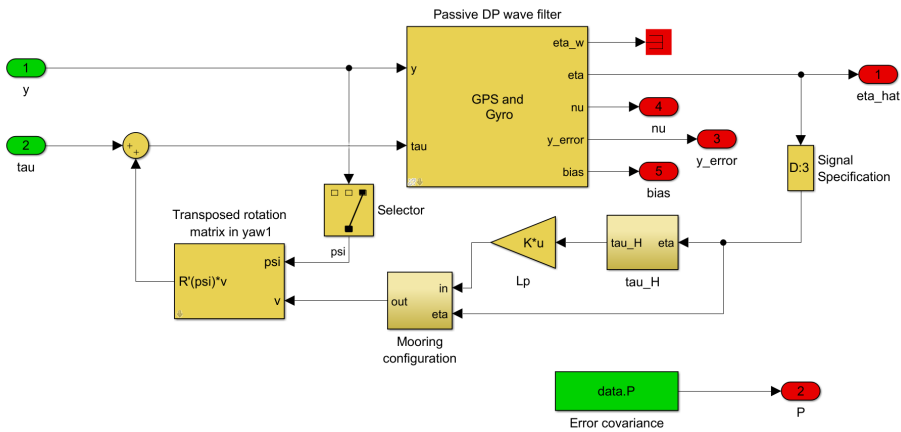 Passive DP wave filter
1
y
y
GPS and
Gyro
eta_w
eta
nu
y_error
bias
1
eta_hat
4
nu
3
y_error
5
bias
2
tau
+
+
tau
D:3
Signal
Specification
Selector
psi
Transposed rotation
matrix in yaw1
R'(psi)*v
psi
v
K*u
Lp
tau_H
eta
tau_H
out
in
eta
Mooring
configuration
data.P
Error covariance
2
P